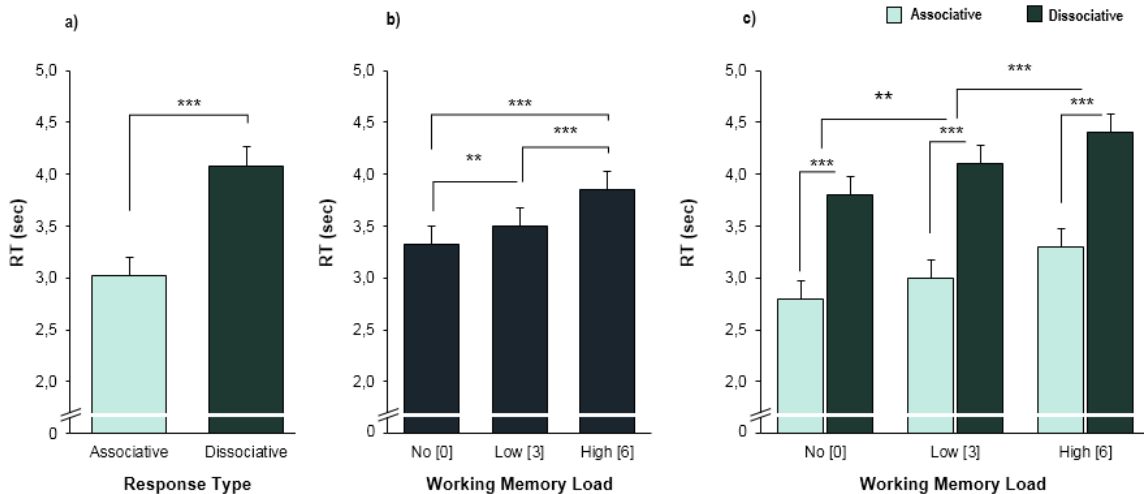 a)
RT (sec)
5,0
4,5
4,0
3,5
3,0
2,5
2,0
0
***
Associative Dissociative
Response Type
b)
RT (sec)
5,0
4,5
4,0
3,5
3,0
2,5
2,0
0
***
***
**
No [0] Low [3] High [6]
Working Memory Load
c)
Associative Dissociative
RT (sec)
5,0
4,5
4,0
3,5
3,0
2,5
2,0
0
***
**
***
***
***
No [0] Low [3] High [6]
Working Memory Load